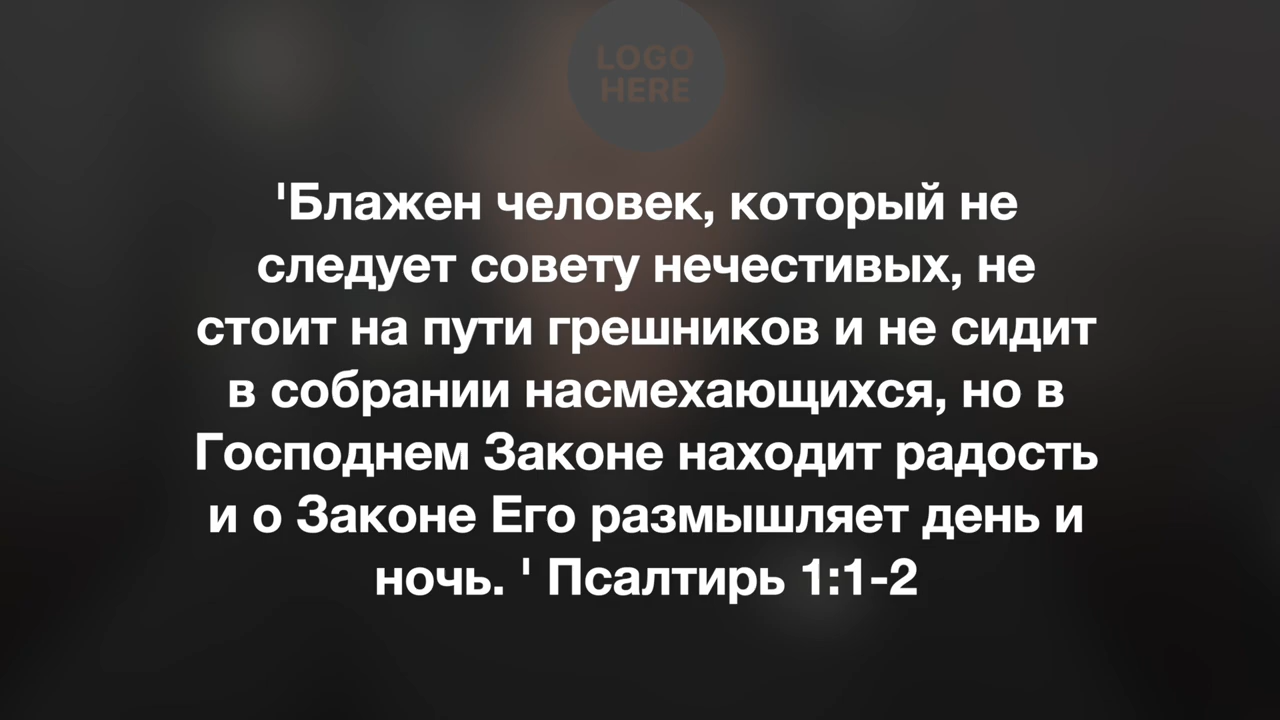 LOGO
HERE
'Блажен человек, который не
следует совету нечестивых, не
стоит на пути грешников и не сидит
в собрании насмехающихся, но в
Господнем Законе находит радость
и о Законе Его размышляет день и
ночь. ' Псалтирь 1:1-2